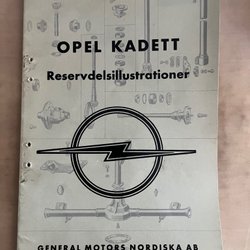 OPEL KADETT
Reservdelsillustrationer
GENERAL MOTORS NORDISKA AB